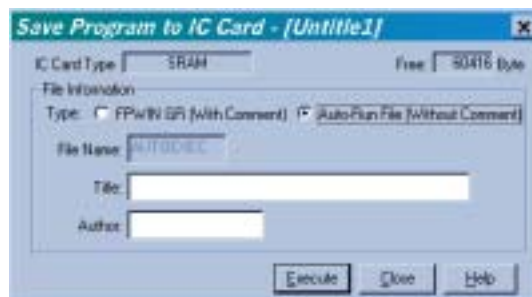 Save Program to IC Card - [Untitle1]
IC Card Type: SRAM Free: 60416 Byte
File Information
Type: FPWIN GR (With Comment) Auto-Run File (Without Comment)
File Name: AUTOEXEC
Title:
Author:
Execute Close Help